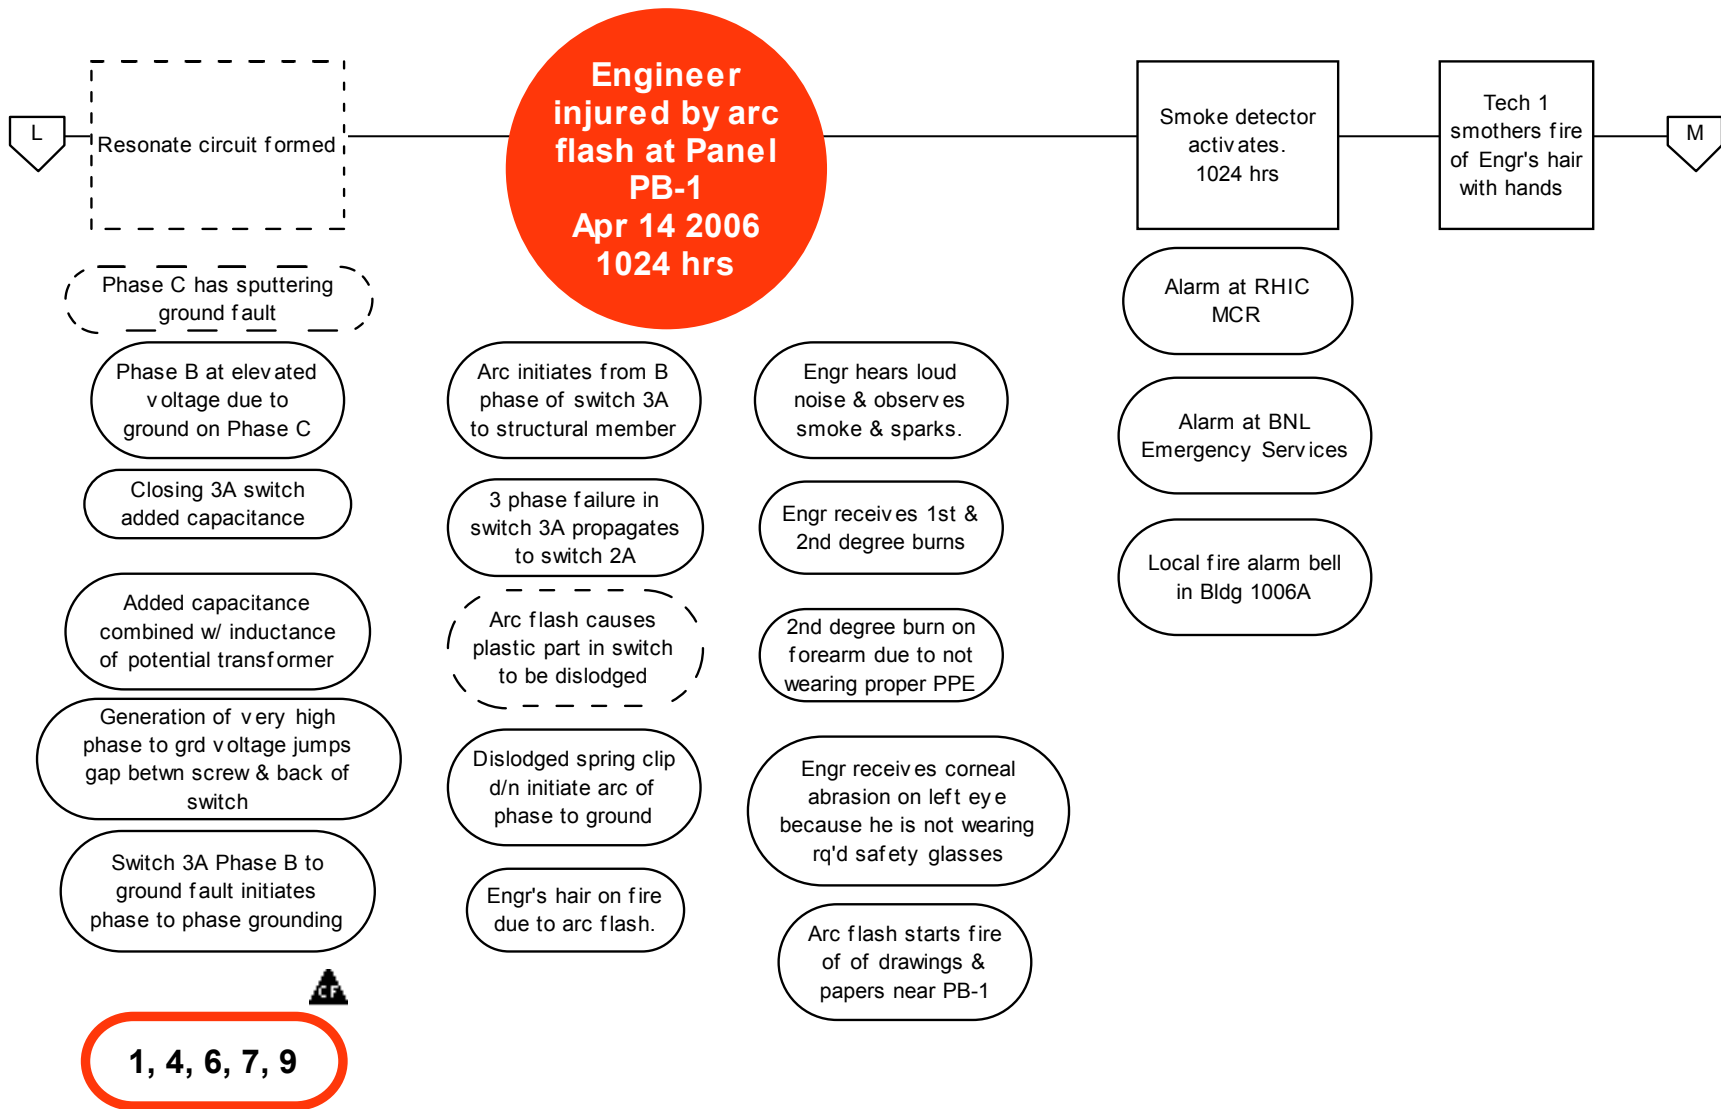 L
Resonate circuit formed
Engineer
injured by arc
flash at Panel
PB-1
Apr 14 2006
1024 hrs
Smoke detector
activates.
1024 hrs
Tech 1
smothers fire
of Engr's hair
with hands
M
Phase C has sputtering
ground fault
Phase B at elevated
voltage due to
ground on Phase C
Closing 3A switch
added capacitance
Added capacitance
combined w/ inductance
of potential transformer
Generation of very high
phase to grd voltage jumps
gap betwn screw & back of
switch
Switch 3A Phase B to
ground fault initiates
phase to phase grounding
CF
1, 4, 6, 7, 9
Arc initiates from B
phase of switch 3A
to structural member
3 phase failure in
switch 3A propagates
to switch 2A
Arc flash causes
plastic part in switch
to be dislodged
Dislodged spring clip
d/n initiate arc of
phase to ground
Engr's hair on fire
due to arc flash.
Engr hears loud
noise & observes
smoke & sparks.
Engr receives 1st &
2nd degree burns
2nd degree burn on
forearm due to not
wearing proper PPE
Engr receives corneal
abrasion on left eye
because he is not wearing
rq'd safety glasses
Arc flash starts fire
of of drawings &
papers near PB-1
Alarm at RHIC
MCR
Alarm at BNL
Emergency Services
Local fire alarm bell
in Bldg 1006A